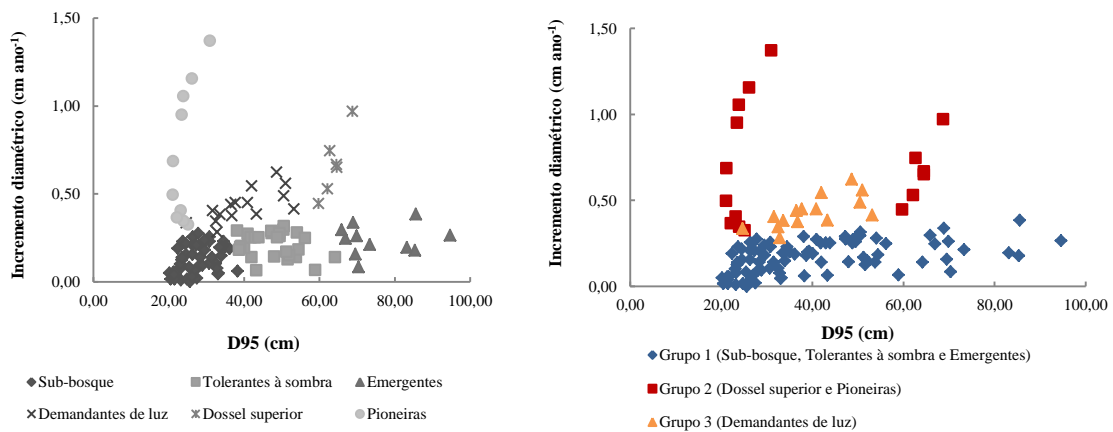 1,50
1,00
0,50
0,00
0,00
20,00
40,00
60,00
80,00
100,00
Incremento diamétrico (cm ano⁻¹)
D95 (cm)
Sub-bosque
Tolerantes à sombra
Emergentes
Demandantes de luz
Dossel superior
Pioneiras
1,50
1,00
0,50
0,00
0,00
20,00
40,00
60,00
80,00
100,00
Incremento diamétrico (cm ano⁻¹)
D95 (cm)
Grupo 1 (Sub-bosque, Tolerantes à sombra e Emergentes)
Grupo 2 (Dossel superior e Pioneiras)
Grupo 3 (Demandantes de luz)